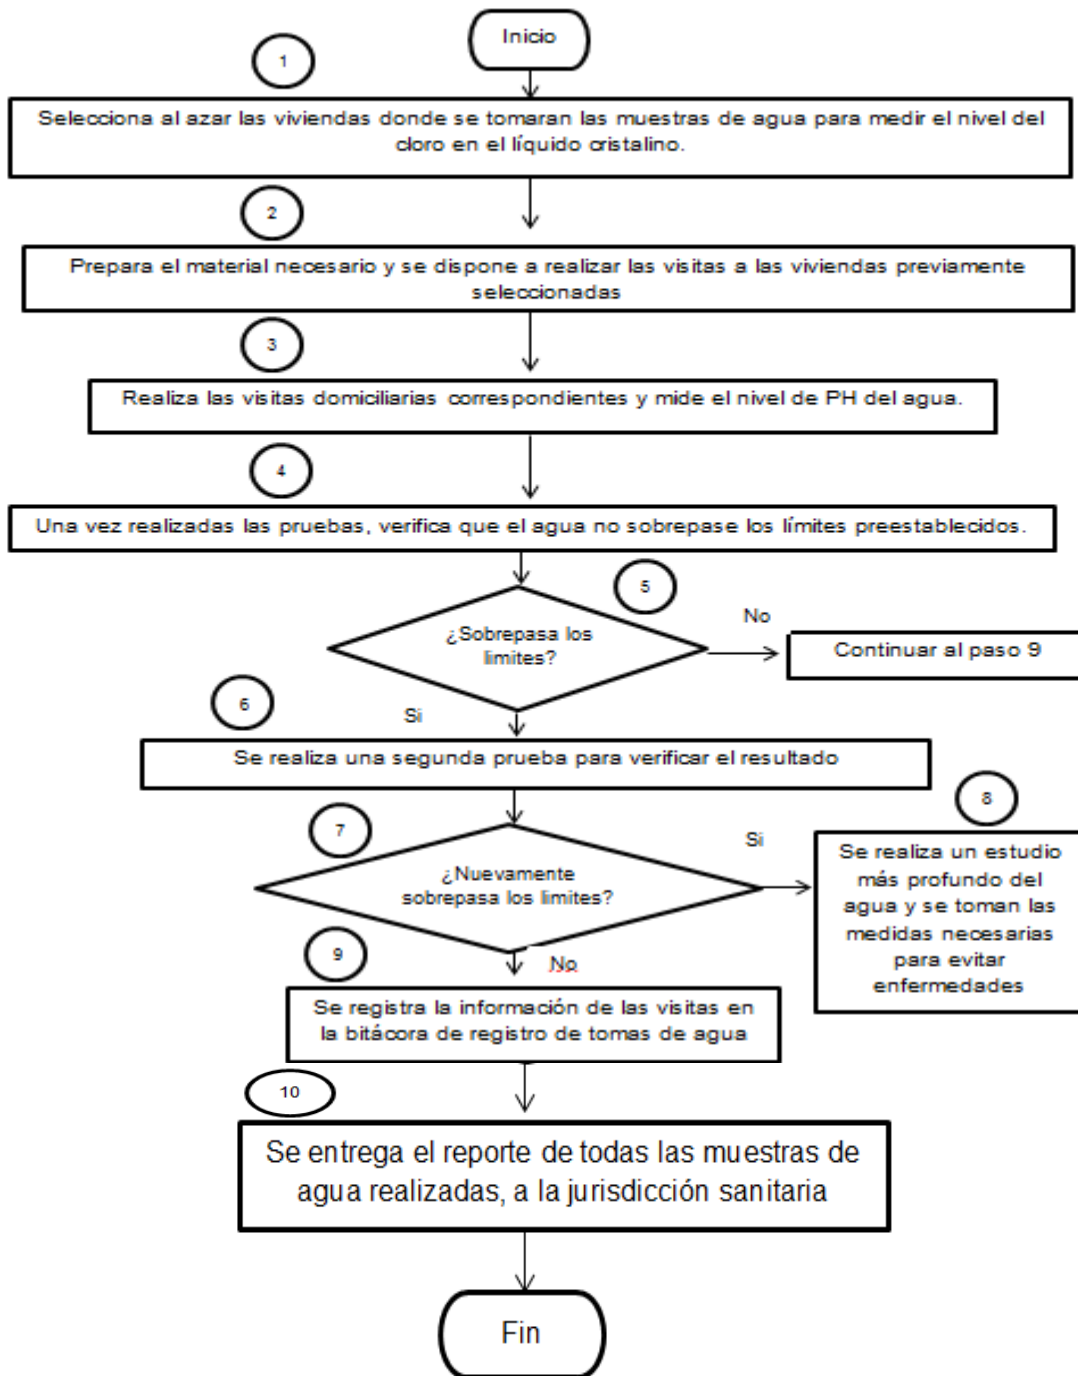 Inicio
1
Selecciona al azar las viviendas donde se tomaran las muestras de agua para medir el nivel del
cloro en el líquido cristalino.
2
Prepara el material necesario y se dispone a realizar las visitas a las viviendas previamente
seleccionadas
3
Realiza las visitas domiciliarias correspondientes y mide el nivel de PH del agua.
4
Una vez realizadas las pruebas, verifica que el agua no sobrepase los límites preestablecidos.
5
¿Sobrepasa los
limites?
No
Continuar al paso 9
6
Si
Se realiza una segunda prueba para verificar el resultado
7
¿Nuevamente
sobrepasa los limites?
Si
8
Se realiza un estudio
más profundo del
agua y se toman las
medidas necesarias
para evitar
enfermedades
9
No
Se registra la información de las visitas en
la bitácora de registro de tomas de agua
10
Se entrega el reporte de todas las muestras de
agua realizadas, a la jurisdicción sanitaria
Fin